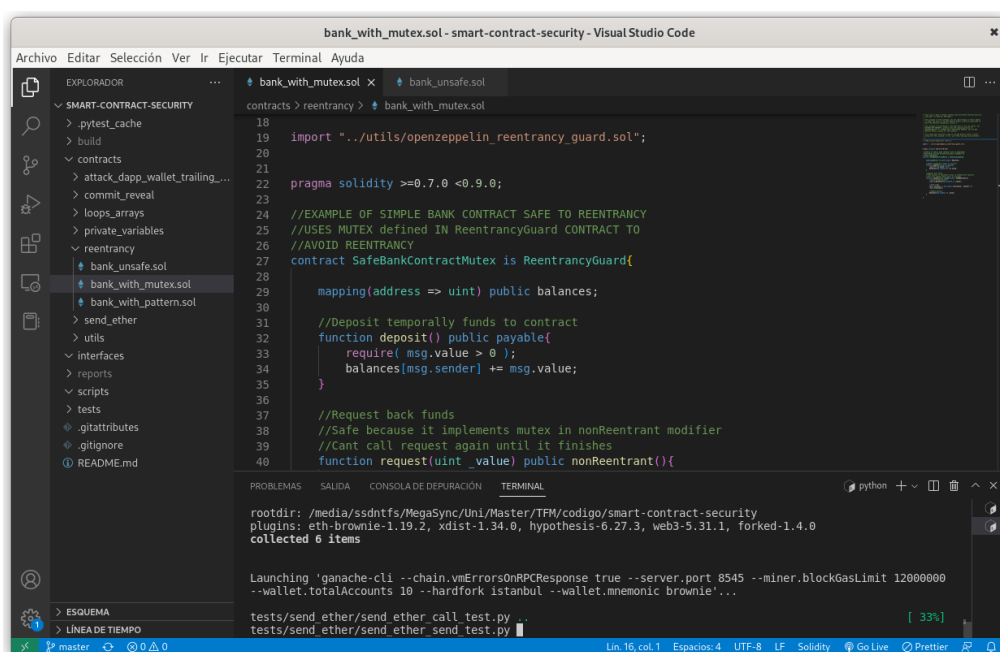 bank_with_mutex.sol - smart-contract-security - Visual Studio Code
Archivo Editar Selección Ver Ir Ejecutar Terminal Ayuda
EXPLORADOR
SMART-CONTRACT-SECURITY
.pytest_cache
build
contracts
attack_dapp_wallet_trailing_...
commit_reveal
loops_arrays
private_variables
reentrancy
bank_unsafe.sol
bank_with_mutex.sol
bank_with_pattern.sol
send_ether
utils
interfaces
reports
scripts
tests
.gitattributes
.gitignore
README.md
ESQUEMA
LÍNEA DE TIEMPO
bank_with_mutex.sol bank_unsafe.sol
contracts > reentrancy > bank_with_mutex.sol
18
19 import "../utils/openzeppelin_reentrancy_guard.sol";
20
21
22 pragma solidity >=0.7.0 <0.9.0;
23
24 //EXAMPLE OF SIMPLE BANK CONTRACT SAFE TO REENTRANCY
25 //USES MUTEX defined IN ReentrancyGuard CONTRACT TO
26 //AVOID REENTRANCY
27 contract SafeBankContractMutex is ReentrancyGuard{
28
29 mapping(address => uint) public balances;
30
31 //Deposit temporally funds to contract
32 function deposit() public payable{
33 require( msg.value > 0 );
34 balances[msg.sender] += msg.value;
35 }
36
37 //Request back funds
38 //Safe because it implements mutex in nonReentrant modifier
39 //Cant call request again until it finishes
40 function request(uint _value) public nonReentrant(){
PROBLEMAS SALIDA CONSOLA DE DEPURACIÓN TERMINAL python
rootdir: /media/ssdntfs/MegaSync/Uni/Master/TFM/codigo/smart-contract-security
plugins: eth-brownie-1.19.2, xdist-1.34.0, hypothesis-6.27.3, web3-5.31.1, forked-1.4.0
collected 6 items
Launching 'ganache-cli --chain.vmErrorsOnRPCResponse true --server.port 8545 --miner.blockGasLimit 12000000
--wallet.totalAccounts 10 --hardfork istanbul --wallet.mnemonic brownie'...
tests/send_ether/send_ether_call_test.py .. [ 33%]
tests/send_ether/send_ether_send_test.py
1
master 0 0 Lin. 16, col. 1 Espacios: 4 UTF-8 LF Solidity Go Live Prettier